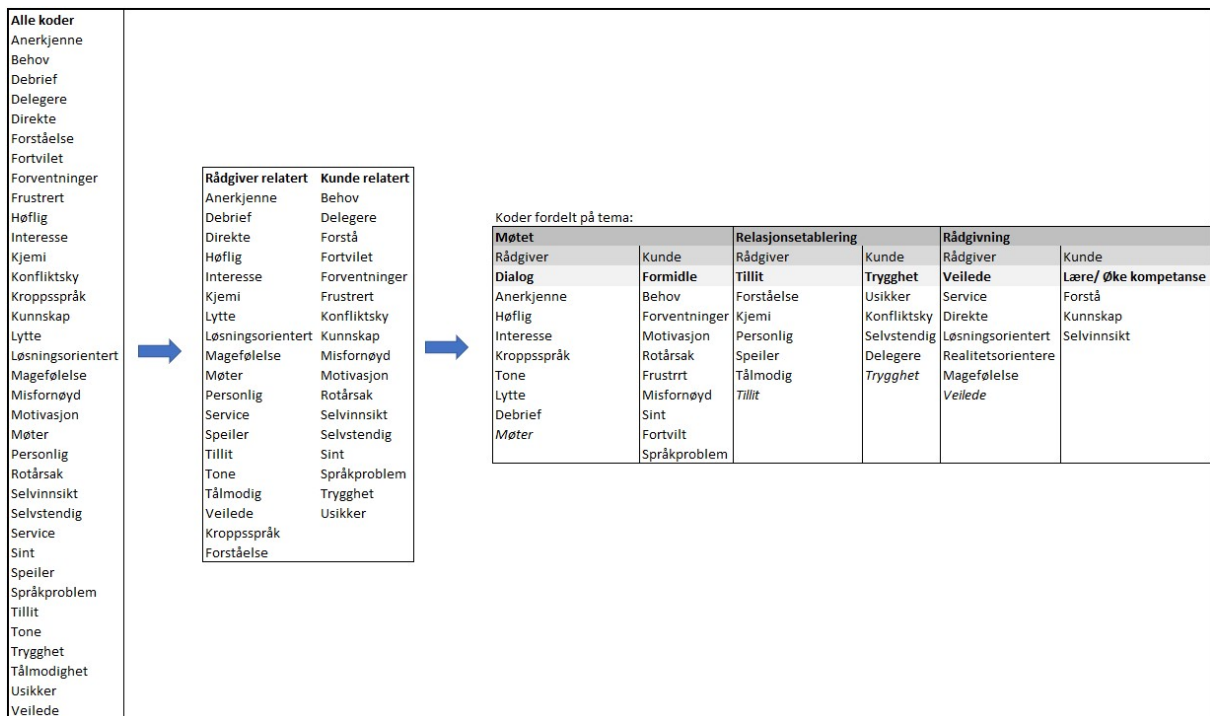 Alle koder
Anerkjenne
Behov
Debrief
Delegere
Direkte
Forståelse
Fortvilet
Forventninger
Frustrert
Høflig
Interesse
Kjemi
Konfliktsky
Kroppsspråk
Kunnskap
Lytte
Løsningsorientert
Magefølelse
Misfornøyd
Motivasjon
Møter
Personlig
Rotårsak
Selvinnsikt
Selvstendig
Service
Sint
Speiler
Språkproblem
Tillit
Tone
Trygghet
Tålmodighet
Usikker
Veilede
Rådgiver relatert Kunde relatert
Anerkjenne Behov
Debrief Delegere
Direkte Forstå
Høflig Fortvilet
Interesse Forventninger
Kjemi Frustrert
Lytte Konfliktsky
Løsningsorientert Kunnskap
Magefølelse Misfornøyd
Møter Motivasjon
Personlig Rotårsak
Service Selvinnsikt
Speiler Selvstendig
Tillit Sint
Tone Språkproblem
Tålmodig Trygghet
Veilede Usikker
Kroppsspråk
Forståelse
Koder fordelt på tema:
Møtet Relasjonsetablering Rådgivning
Rådgiver Kunde Rådgiver Kunde Rådgiver Kunde
Dialog Formidle Tillit Trygghet Veilede Lære/ Øke kompetanse
Anerkjenne Behov Forståelse Usikker Service Forstå
Høflig Forventninger Kjemi Konfliktsky Direkte Kunnskap
Interesse Motivasjon Personlig Selvstendig Løsningsorientert Selvinnsikt
Kroppsspråk Rotårsak Speiler Delegere Realitetsorientere
Tone Frustrrt Tålmodig Trygghet Magefølelse
Lytte Misfornøyd Tillit Veilede
Debrief Sint
Møter Fortvilt
Språkproblem